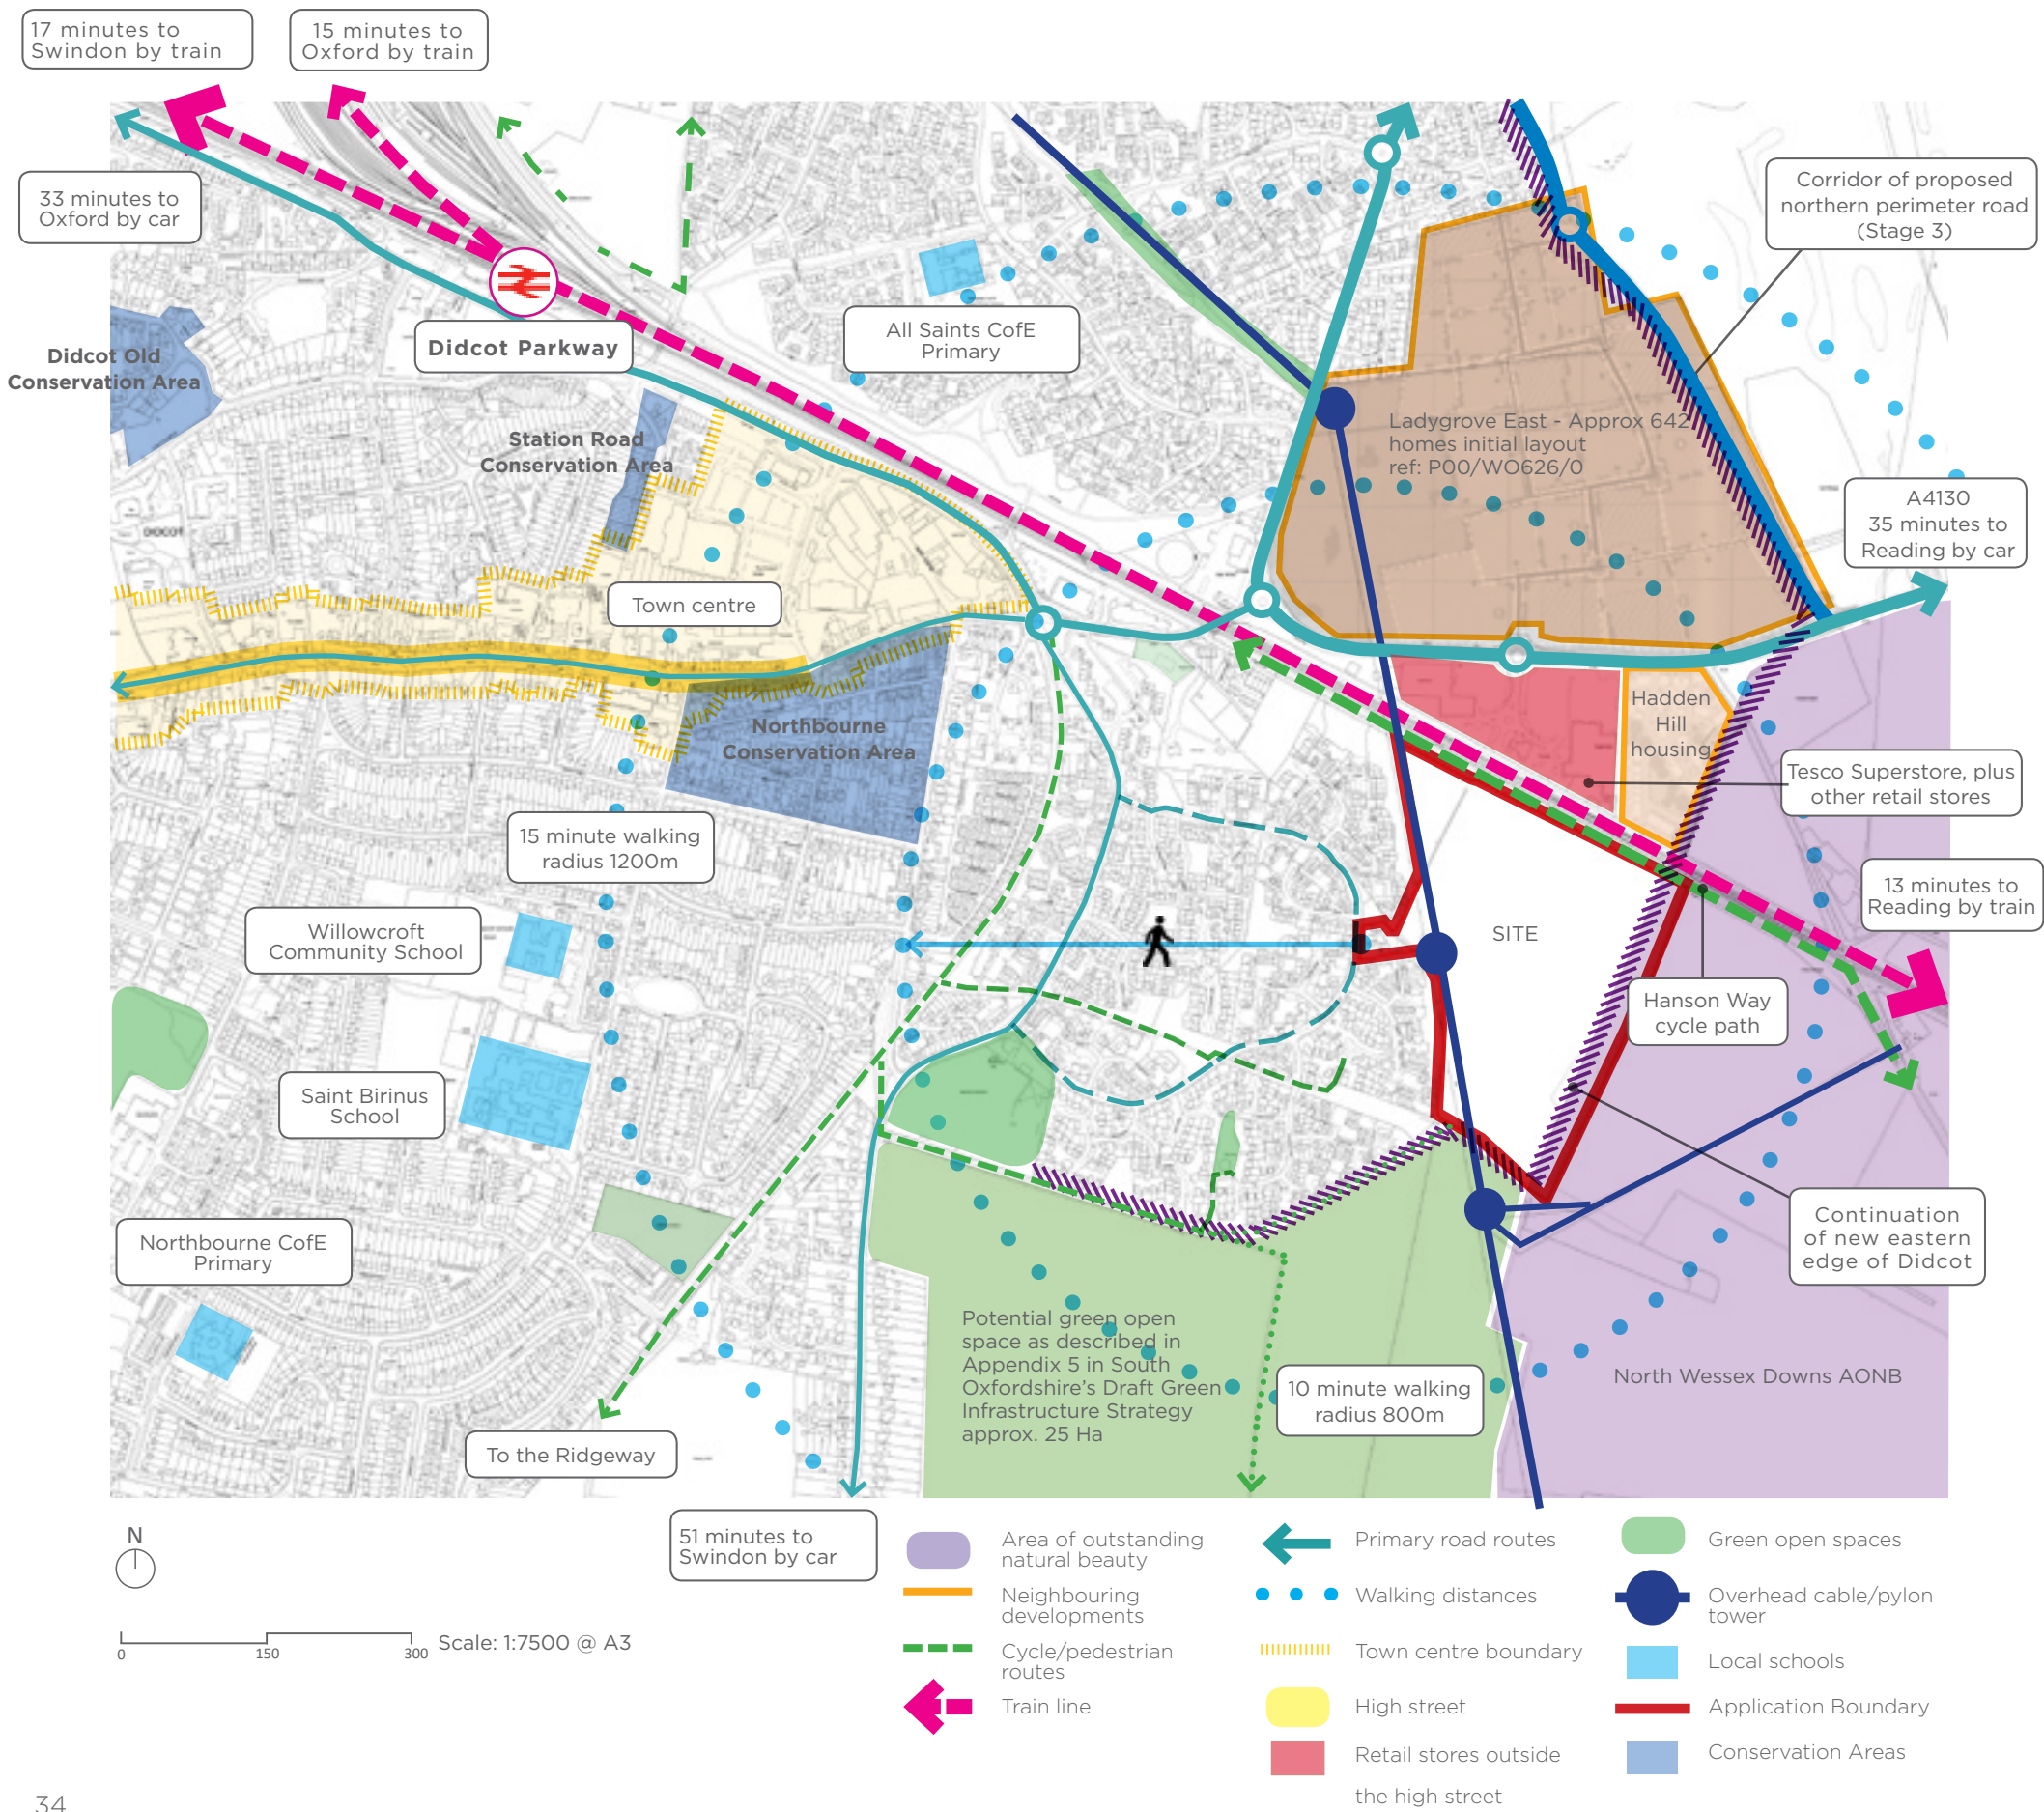 17 minutes to
Swindon by train
15 minutes to
Oxford by train
33 minutes to
Oxford by car
Corridor of proposed
northern perimeter road
(Stage 3)
Didcot Old
Conservation Area
Didcot Parkway
All Saints CofE
Primary
Station Road
Conservation Area
Ladygrove East - Approx 642
homes initial layout
ref: P00/WO626/0
A4130
35 minutes to
Reading by car
DIDCOT
Town centre
Northbourne
Conservation Area
Hadden
Hill
housing
Tesco Superstore, plus
other retail stores
15 minute walking
radius 1200m
13 minutes to
Reading by train
Willowcroft
Community School
SITE
Hanson Way
cycle path
Saint Birinus
School
Northbourne CofE
Primary
Continuation
of new eastern
edge of Didcot
Potential green open
space as described in
Appendix 5 in South
Oxfordshire's Draft Green
Infrastructure Strategy
approx. 25 Ha
10 minute walking
radius 800m
North Wessex Downs AONB
To the Ridgeway
51 minutes to
Swindon by car
N
0 150 300
Scale: 1:7500 @ A3
Area of outstanding
natural beauty
Neighbouring
developments
Cycle/pedestrian
routes
Train line
Primary road routes
Walking distances
Town centre boundary
High street
Retail stores outside
the high street
Green open spaces
Overhead cable/pylon
tower
Local schools
Application Boundary
Conservation Areas
34